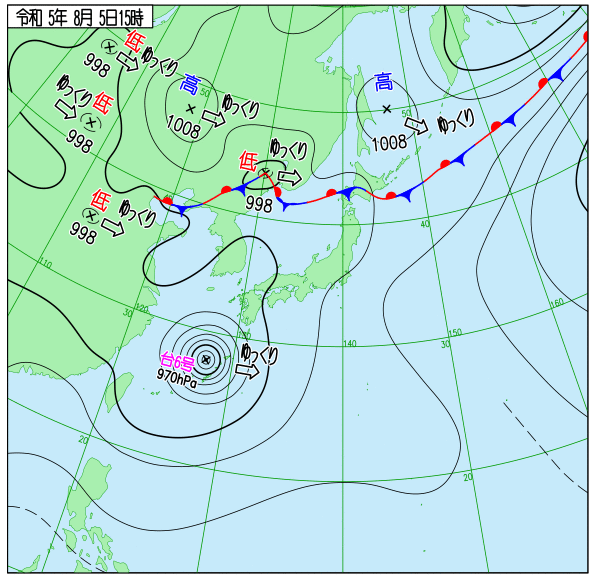 令和 5年 8月 5日15時
低
998
ゆっくり
ゆっくり
低
998
高
50
ゆっくり
1008
高
50
ゆっくり
1008
低
ゆっくり
998
低
ゆっくり
998
40
110
120
30
130
台6号
ゆっくり
970hPa
140
150
30
160
20
20